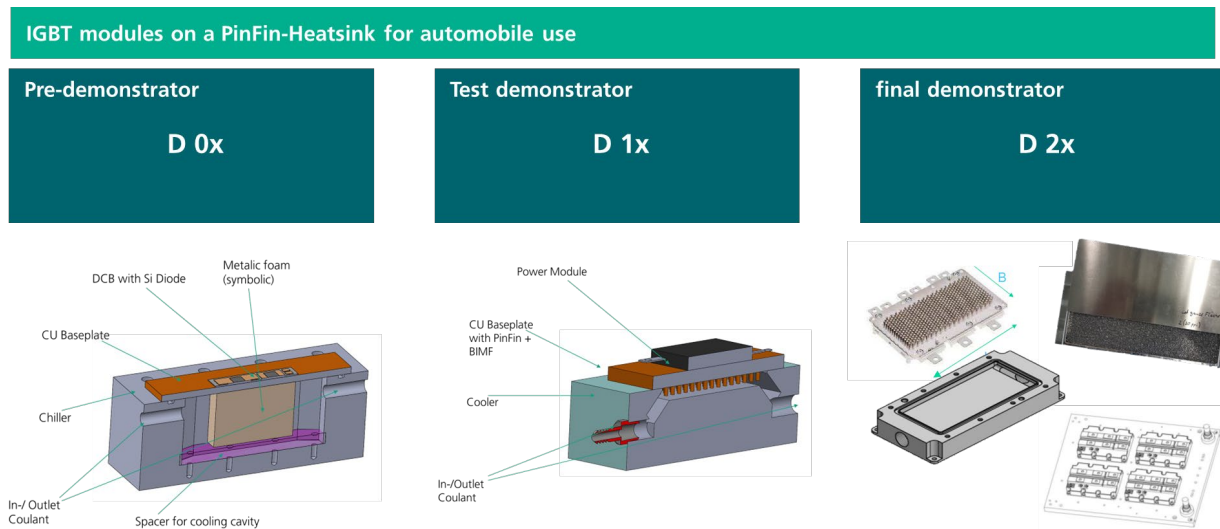 IGBT modules on a PinFin-Heatsink for automobile use
Pre-demonstrator
D 0x
Test demonstrator
D 1x
final demonstrator
D 2x
DCB with Si Diode
Metalic foam
(symbolic)
CU Baseplate
Chiller
In-/ Outlet
Coulant
Spacer for cooling cavity
Power Module
CU Baseplate
with PinFin +
BIMF
Cooler
In-/Outlet
Coulant
B